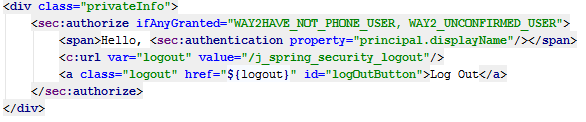 <div class="privateInfo">
<sec:authorize ifAnyGranted="WAY2HAVE_NOT_PHONE_USER, WAY2_UNCONFIRMED_USER">
<span>Hello, <sec:authentication property="principal.displayName"/></span>
<c:url var="logout" value="/j_spring_security_logout"/>
<a class="logout" href="${logout}" id="logOutButton">Log Out</a>
</sec:authorize>
</div>